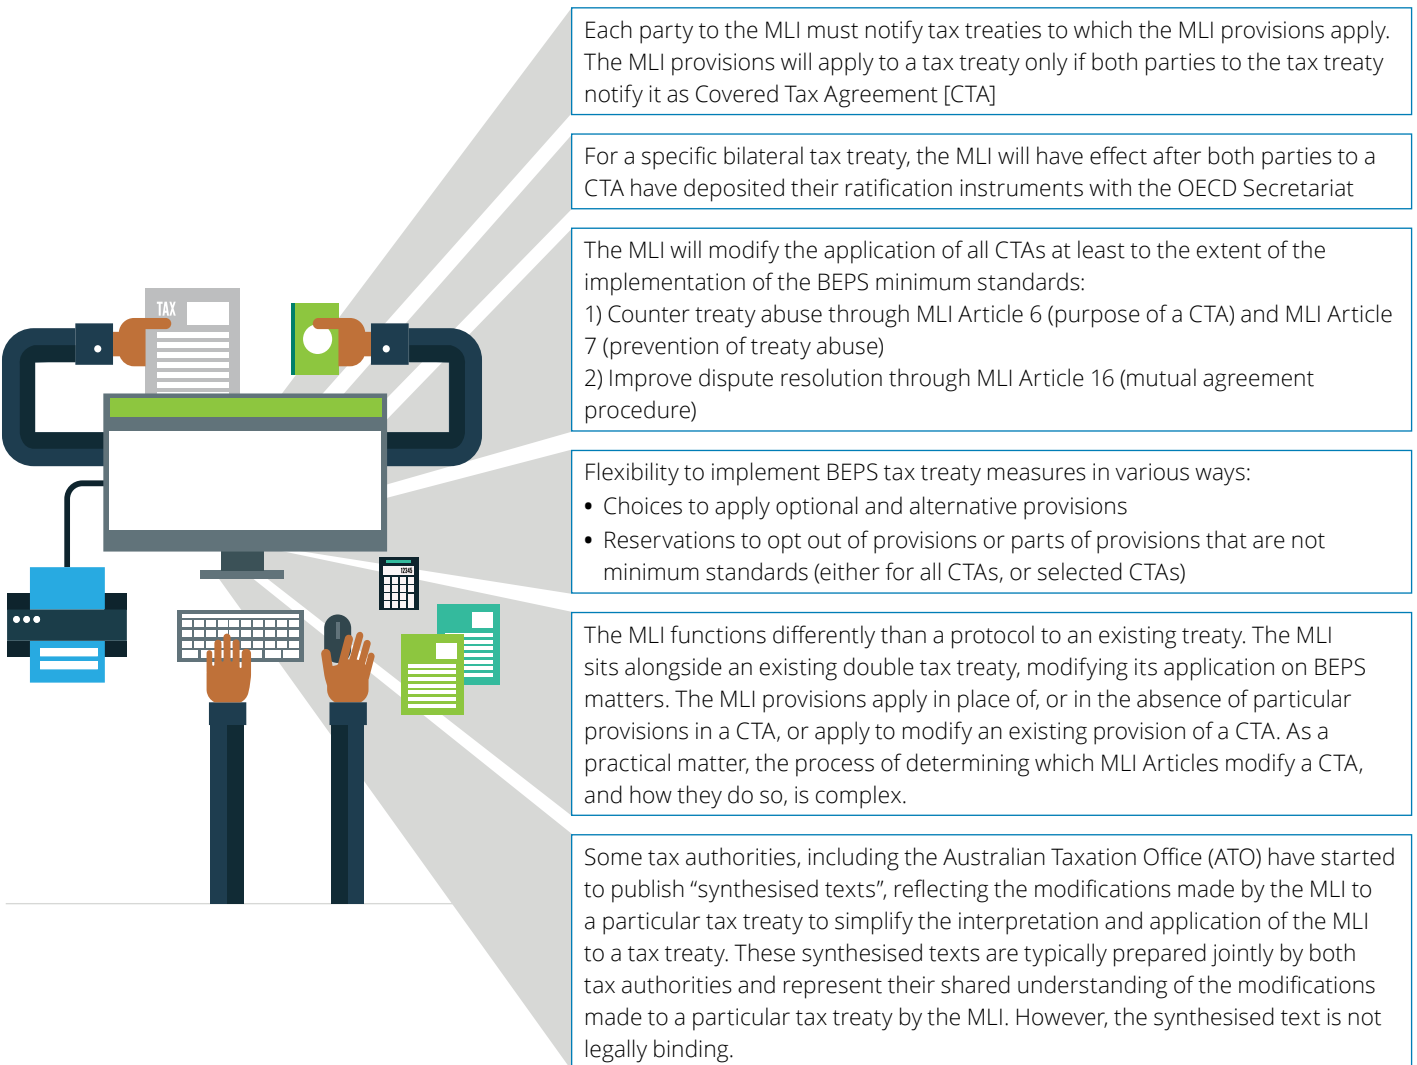 Each party to the MLI must notify tax treaties to which the MLI provisions apply.
The MLI provisions will apply to a tax treaty only if both parties to the tax treaty
notify it as Covered Tax Agreement [CTA]
For a specific bilateral tax treaty, the MLI will have effect after both parties to a
CTA have deposited their ratification instruments with the OECD Secretariat
The MLI will modify the application of all CTAs at least to the extent of the
implementation of the BEPS minimum standards:
1) Counter treaty abuse through MLI Article 6 (purpose of a CTA) and MLI Article
7 (prevention of treaty abuse)
2) Improve dispute resolution through MLI Article 16 (mutual agreement
procedure)
TAX
Flexibility to implement BEPS tax treaty measures in various ways:
• Choices to apply optional and alternative provisions
• Reservations to opt out of provisions or parts of provisions that are not
minimum standards (either for all CTAs, or selected CTAs)
12345
The MLI functions differently than a protocol to an existing treaty. The MLI
sits alongside an existing double tax treaty, modifying its application on BEPS
matters. The MLI provisions apply in place of, or in the absence of particular
provisions in a CTA, or apply to modify an existing provision of a CTA. As a
practical matter, the process of determining which MLI Articles modify a CTA,
and how they do so, is complex.
Some tax authorities, including the Australian Taxation Office (ATO) have started
to publish “synthesised texts”, reflecting the modifications made by the MLI to
a particular tax treaty to simplify the interpretation and application of the MLI
to a tax treaty. These synthesised texts are typically prepared jointly by both
tax authorities and represent their shared understanding of the modifications
made to a particular tax treaty by the MLI. However, the synthesised text is not
legally binding.